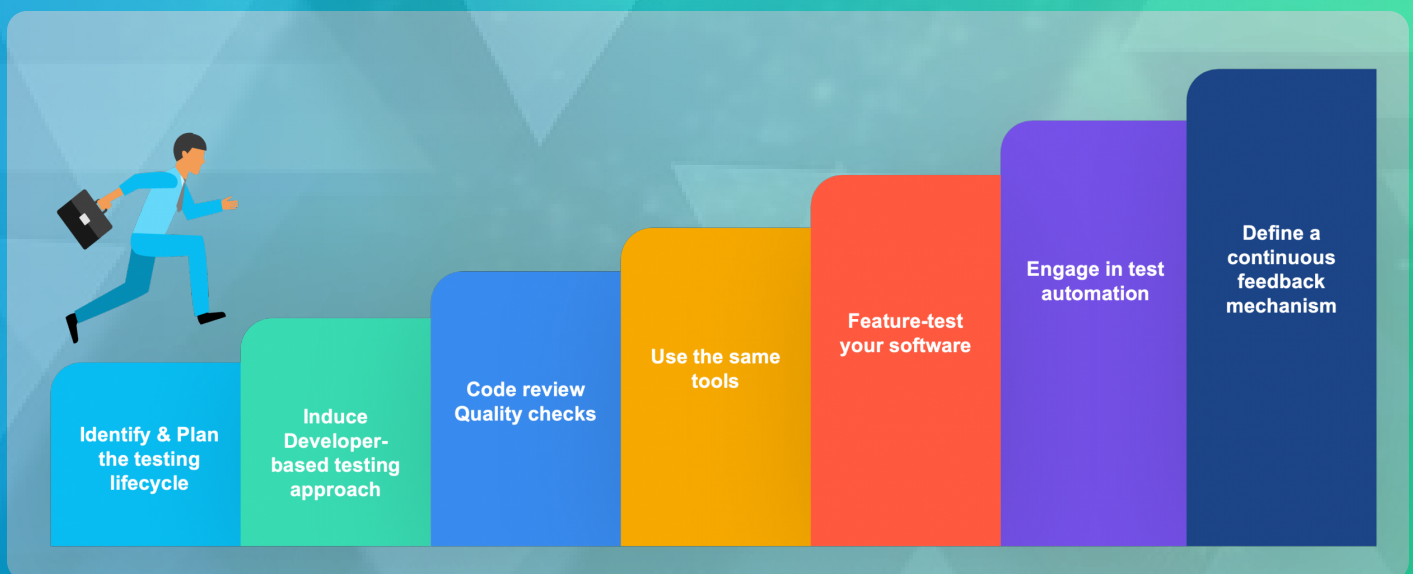 Identify & Plan
the testing
lifecycle
Induce
Developer-
based testing
approach
Code review
Quality checks
Use the same
tools
Feature-test
your software
Engage in test
automation
Define a
continuous
feedback
mechanism